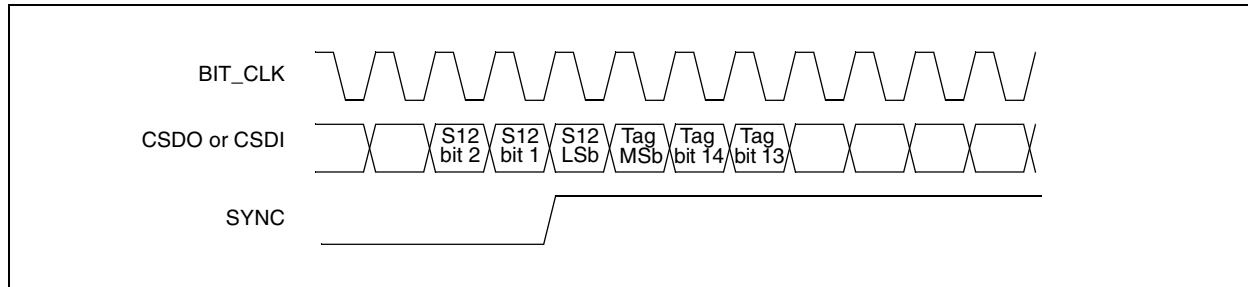 BIT_CLK
CSDO or CSDI
S12 S12 S12 Tag Tag Tag
bit 2 bit 1 LSb MSb bit 14 bit 13
SYNC